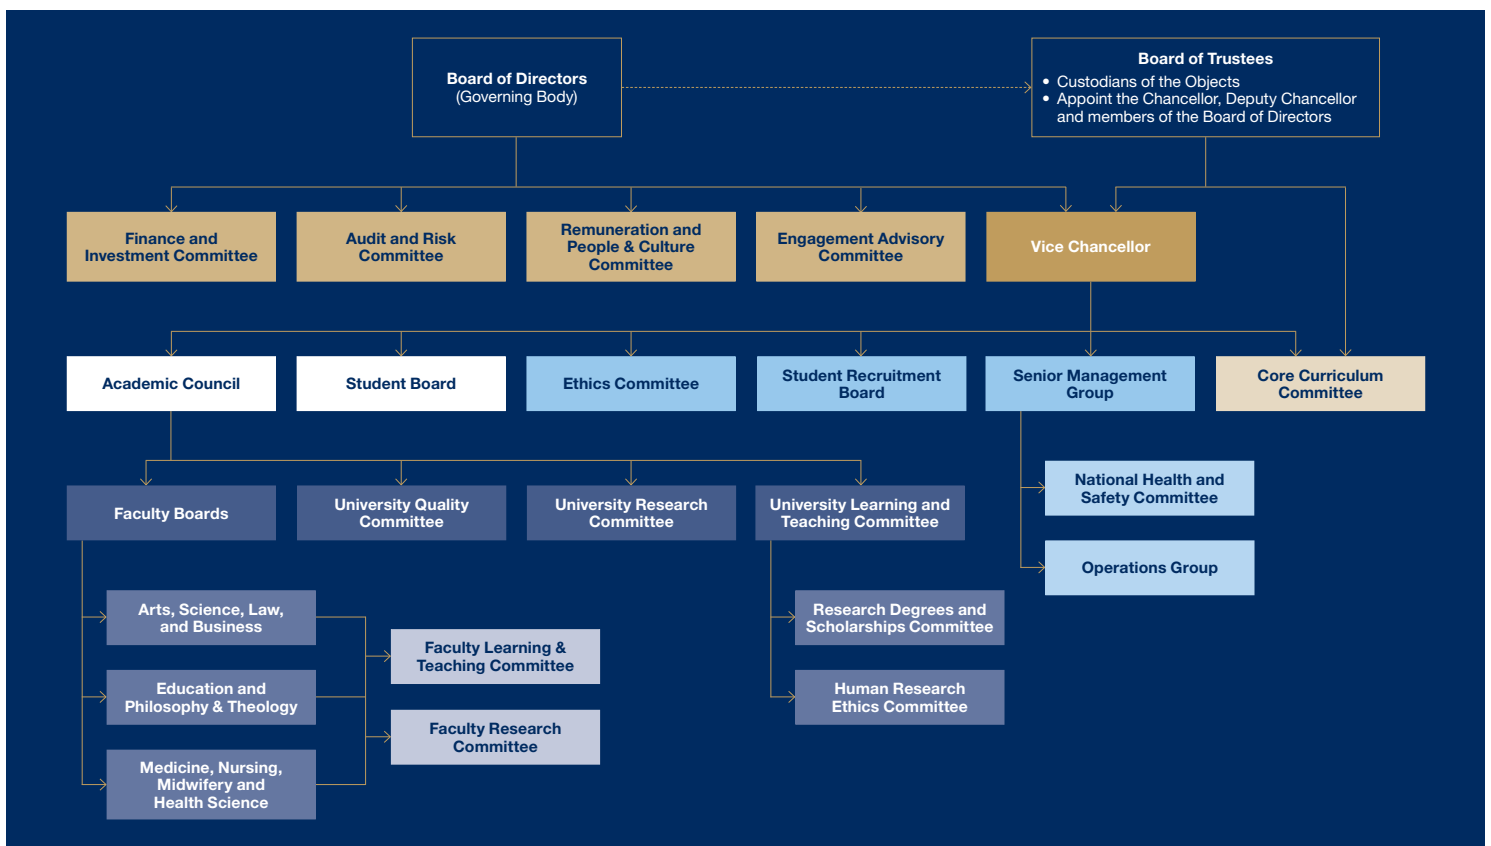 Board of Directors
(Governing Body)
Board of Trustees
• Custodians of the Objects
• Appoint the Chancellor, Deputy Chancellor
and members of the Board of Directors
Finance and
Investment Committee
Audit and Risk
Committee
Remuneration and
People & Culture
Committee
Engagement Advisory
Committee
Vice Chancellor
Academic Council
Student Board
Ethics Committee
Student Recruitment
Board
Senior Management
Group
Core Curriculum
Committee
National Health and
Safety Committee
Operations Group
Faculty Boards
University Quality
Committee
University Research
Committee
University Learning and
Teaching Committee
Arts, Science, Law,
and Business
Education and
Philosophy & Theology
Medicine, Nursing,
Midwifery and
Health Science
Faculty Learning &
Teaching Committee
Faculty Research
Committee
Research Degrees and
Scholarships Committee
Human Research
Ethics Committee